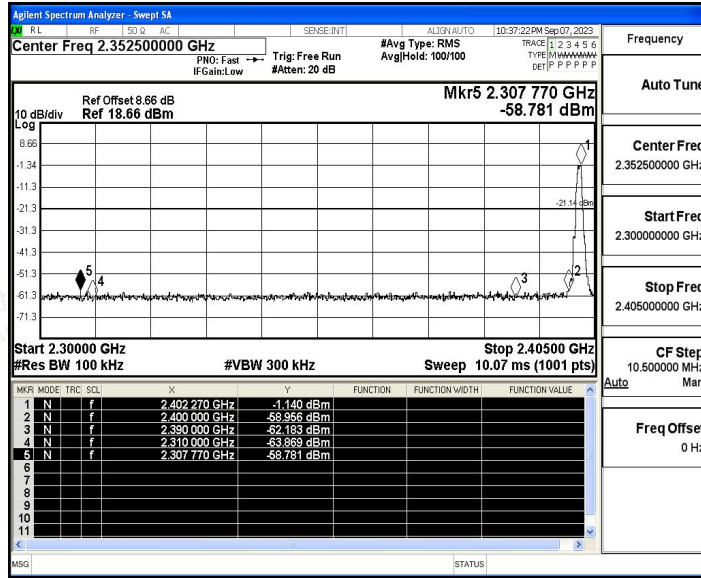 Agilent Spectrum Analyzer - Swept SA
RL RF 50 Ω AC SENSE:INT ALIGN AUTO 10:37:22 PM Sep 07, 2023
Center Freq 2.352500000 GHz
PNO: Fast
IFGain:Low
Trig: Free Run
#Atten: 20 dB
#Avg Type: RMS
Avg|Hold: 100/100
TRACE 1 2 3 4 5 6
TYPE M W W W W W
DET P P P P P P
Frequency
Auto Tune
Center Freq
2.352500000 GHz
Start Freq
2.300000000 GHz
Stop Freq
2.405000000 GHz
CF Step
10.500000 MHz
Auto Man
Freq Offset
0 Hz
Mkr5 2.307 770 GHz
-58.781 dBm
Ref Offset 8.66 dB
10 dB/div Ref 18.66 dBm
Log
8.66
-1.34
-11.3
-21.3
-31.3
-41.3
-51.3
-61.3
-71.3
1
-21.14 dBm
5
4
3
2
Start 2.30000 GHz Stop 2.40500 GHz
#Res BW 100 kHz #VBW 300 kHz Sweep 10.07 ms (1001 pts)
MKR MODE TRC SCL X Y FUNCTION FUNCTION WIDTH FUNCTION VALUE
1 N f 2.402 270 GHz -1.140 dBm
2 N f 2.400 000 GHz -58.956 dBm
3 N f 2.390 000 GHz -62.183 dBm
4 N f 2.310 000 GHz -63.869 dBm
5 N f 2.307 770 GHz -58.781 dBm
6
7
8
9
10
11
MSG STATUS